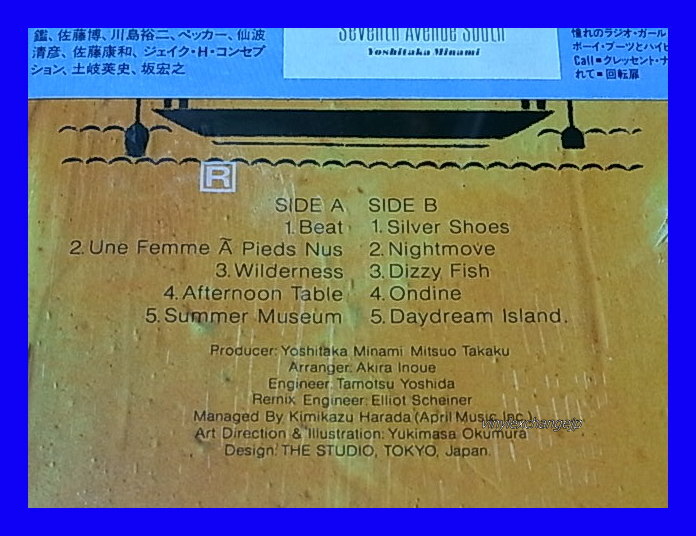 鑑、佐藤博、川島裕二、ペッカー、仙波
清彦、佐藤康和、ジェイク・H・コンセプ
ション、土岐英史、坂宏之
Seventh Avenue South
Yoshitaka Minami
憧れのラジオ・ガール
ボーイ・ブーツとハイヒ
Call=クレッセント・ナ
れて=回転扉
R
SIDE A
1. Beat
2. Une Femme Ã Pieds Nus
3. Wilderness
4. Afternoon Table
5. Summer Museum
SIDE B
1. Silver Shoes
2. Nightmove
3. Dizzy Fish
4. Ondine
5. Daydream Island.
Producer: Yoshitaka Minami Mitsuo Takaku
Arranger: Akira Inoue
Engineer: Tamotsu Yoshida
Remix Engineer: Elliot Scheiner
Managed By Kimikazu Harada (April Music Inc.)
Art Direction & Illustration: Yukimasa Okumura
Design: THE STUDIO, TOKYO, Japan.